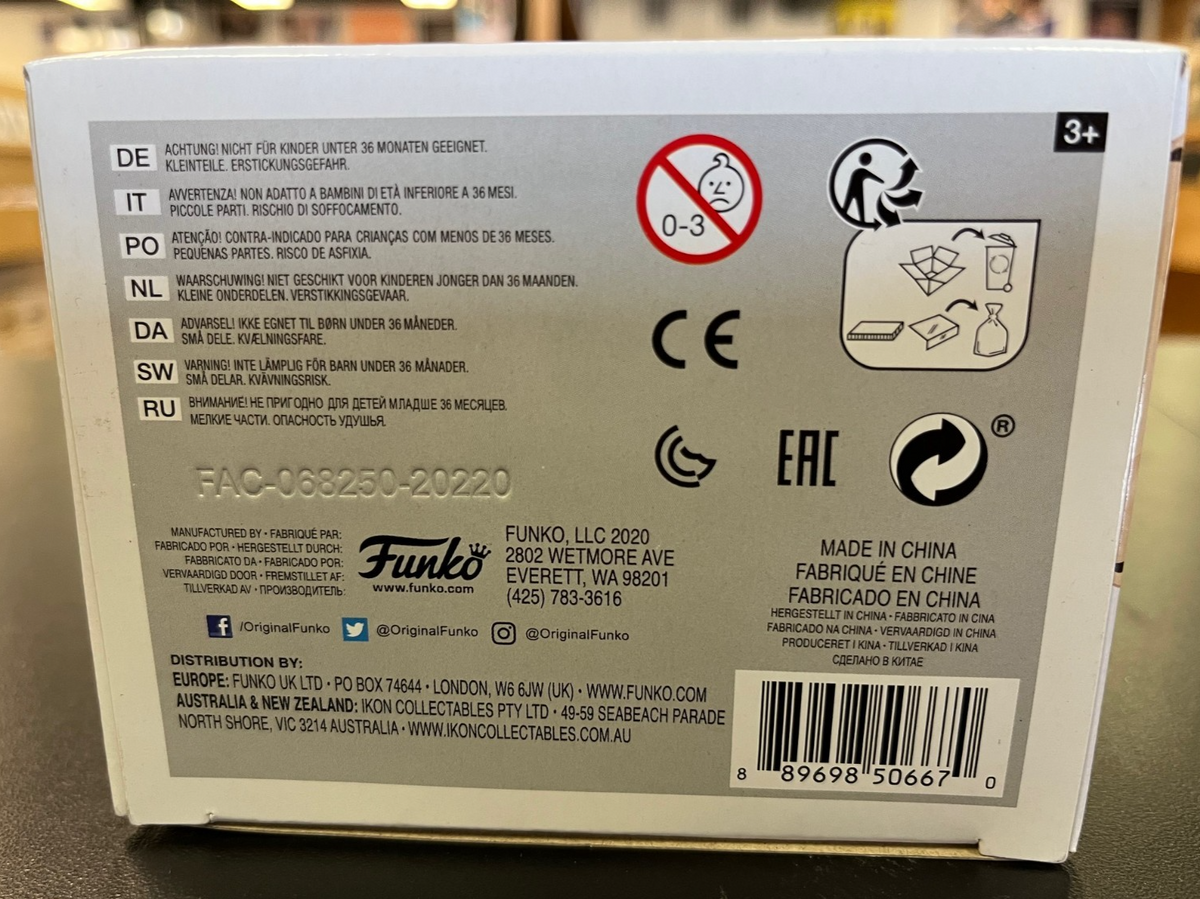 3+
DE ACHTUNG! NICHT FÜR KINDER UNTER 36 MONATEN GEEIGNET.
KLEINTEILE. ERSTICKUNGSGEFAHR.
IT AVVERTENZA! NON ADATTO A BAMBINI DI ETÀ INFERIORE A 36 MESI.
PICCOLE PARTI. RISCHIO DI SOFFOCAMENTO.
PO ATENÇÃO! CONTRA-INDICADO PARA CRIANÇAS COM MENOS DE 36 MESES.
PEQUENAS PARTES. RISCO DE ASFIXIA.
NL WAARSCHUWING! NIET GESCHIKT VOOR KINDEREN JONGER DAN 36 MAANDEN.
KLEINE ONDERDELEN. VERSTIKKINGSGEVAAR.
DA ADVARSEL! IKKE EGNET TIL BØRN UNDER 36 MÅNEDER.
SMÅ DELE. KVÆLNINGSFARE.
SW VARNING! INTE LÄMPLIG FÖR BARN UNDER 36 MÅNADER.
SMÅ DELAR. KVÄVNINGSRISK.
RU ВНИМАНИЕ! НЕ ПРИГОДНО ДЛЯ ДЕТЕЙ МЛАДШЕ 36 МЕСЯЦЕВ.
МЕЛКИЕ ЧАСТИ. ОПАСНОСТЬ УДУШЬЯ.
0-3
CE
EAC
®
FAC-068250-20220
MANUFACTURED BY • FABRIQUÉ PAR:
FABRICADO POR • HERGESTELLT DURCH:
FABBRICATO DA • FABRICADO POR:
VERVAARDIGD DOOR • FREMSTILLET AF:
TILLVERKAD AV • ПРОИЗВОДИТЕЛЬ:
Funko
www.funko.com
FUNKO, LLC 2020
2802 WETMORE AVE
EVERETT, WA 98201
(425) 783-3616
f /OriginalFunko @OriginalFunko @OriginalFunko
MADE IN CHINA
FABRIQUÉ EN CHINE
FABRICADO EN CHINA
HERGESTELLT IN CHINA • FABBRICATO IN CINA
FABRICADO NA CHINA • VERVAARDIGD IN CHINA
PRODUCERET I KINA • TILLVERKAD I KINA
СДЕЛАНО В КИТАЕ
DISTRIBUTION BY:
EUROPE: FUNKO UK LTD • PO BOX 74644 • LONDON, W6 6JW (UK) • WWW.FUNKO.COM
AUSTRALIA & NEW ZEALAND: IKON COLLECTABLES PTY LTD • 49-59 SEABEACH PARADE
NORTH SHORE, VIC 3214 AUSTRALIA • WWW.IKONCOLLECTABLES.COM.AU
8 89698 50667 0